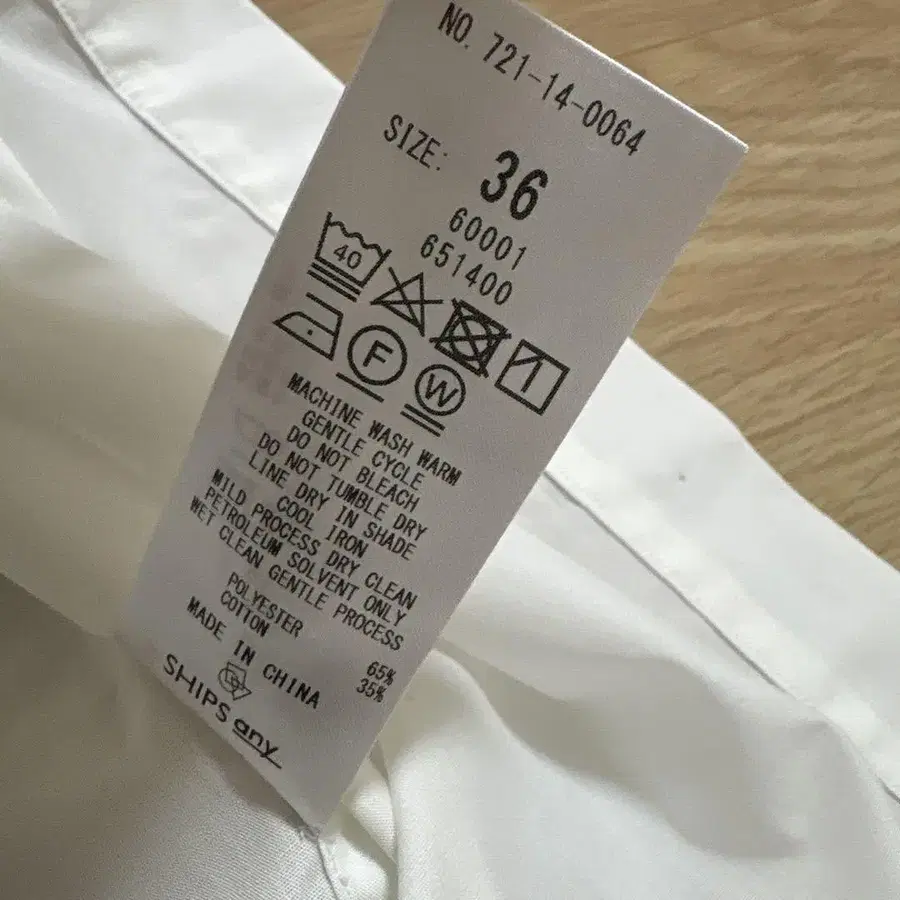 NO. 721-14-0064
SIZE: 36
60001
651400
40
F
W
MACHINE WASH WARM
GENTLE CYCLE
DO NOT BLEACH
DO NOT TUMBLE DRY
LINE DRY IN SHADE
COOL IRON
MILD PROCESS DRY CLEAN
PETROLEUM SOLVENT ONLY
WET CLEAN GENTLE PROCESS
POLYESTER 65%
COTTON 35%
MADE IN CHINA
SHIPS any